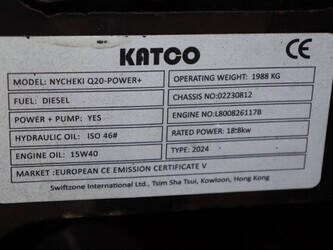 KATCO CE
MODEL: NYCHEKI Q20-POWER+ OPERATING WEIGHT: 1988 KG
FUEL: DIESEL CHASSIS NO:02230812
POWER + PUMP: YES ENGINE NO:L800826117B
HYDRAULIC OIL: ISO 46# RATED POWER: 18.8kw
ENGINE OIL: 15W40 TYPE: 2024
MARKET :EUROPEAN CE EMISSION CERTIFICATE V
Swiftzone International Ltd., Tsim Sha Tsui, Kowloon, Hong Kong